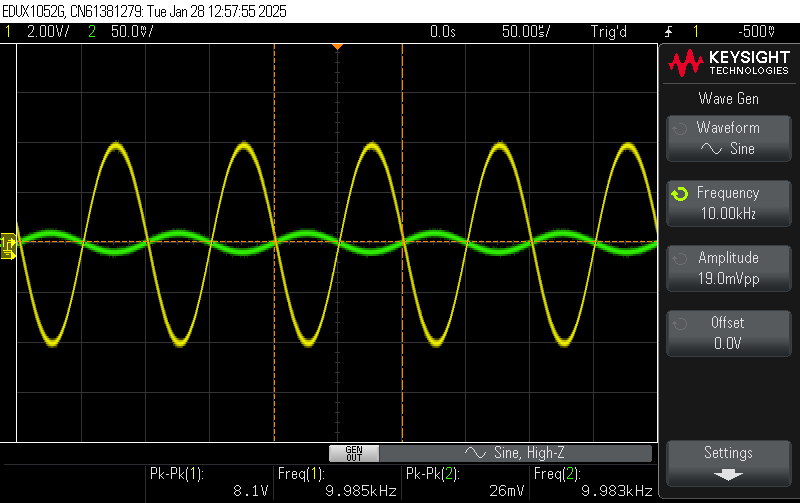 EDUX1052G, CN61381279: Tue Jan 28 12:57:55 2025
1 2.00V/ 2 50.0mV/ 0.0s 50.00us/ Trig'd 1 -500mV
KEYSIGHT
TECHNOLOGIES
Wave Gen
Waveform
Sine
Frequency
10.00kHz
Amplitude
19.0mVpp
Offset
0.0V
GEN
OUT
Sine, High-Z
Settings
Pk-Pk(1): Freq(1): Pk-Pk(2): Freq(2):
8.1V 9.985kHz 26mV 9.983kHz